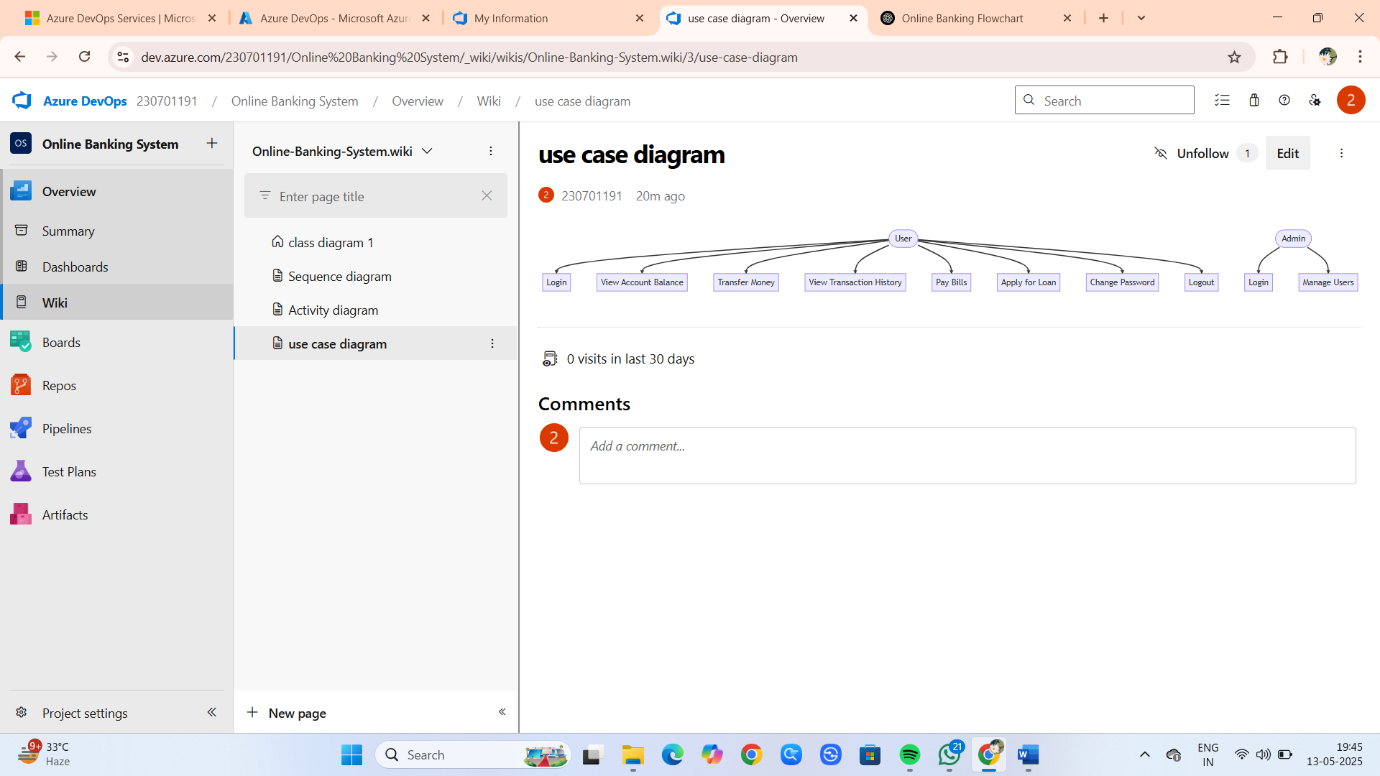 Azure DevOps Services | Micros
Azure DevOps - Microsoft Azur
My Information
use case diagram - Overview
Online Banking Flowchart
dev.azure.com/230701191/Online%20Banking%20System/_wiki/wikis/Online-Banking-System.wiki/3/use-case-diagram
Azure DevOps 230701191 / Online Banking System / Overview / Wiki / use case diagram
Search
2
OS Online Banking System
Overview
Summary
Dashboards
Wiki
Boards
Repos
Pipelines
Test Plans
Artifacts
Project settings
Online-Banking-System.wiki
Enter page title
class diagram 1
Sequence diagram
Activity diagram
use case diagram
New page
use case diagram
Unfollow 1 Edit
2 230701191 20m ago
User Admin
Login View Account Balance Transfer Money View Transaction History Pay Bills Apply for Loan Change Password Logout Login Manage Users
0 visits in last 30 days
Comments
2 Add a comment...
9+ 33°C
Haze
Search
21
ENG
IN
19:45
13-05-2025